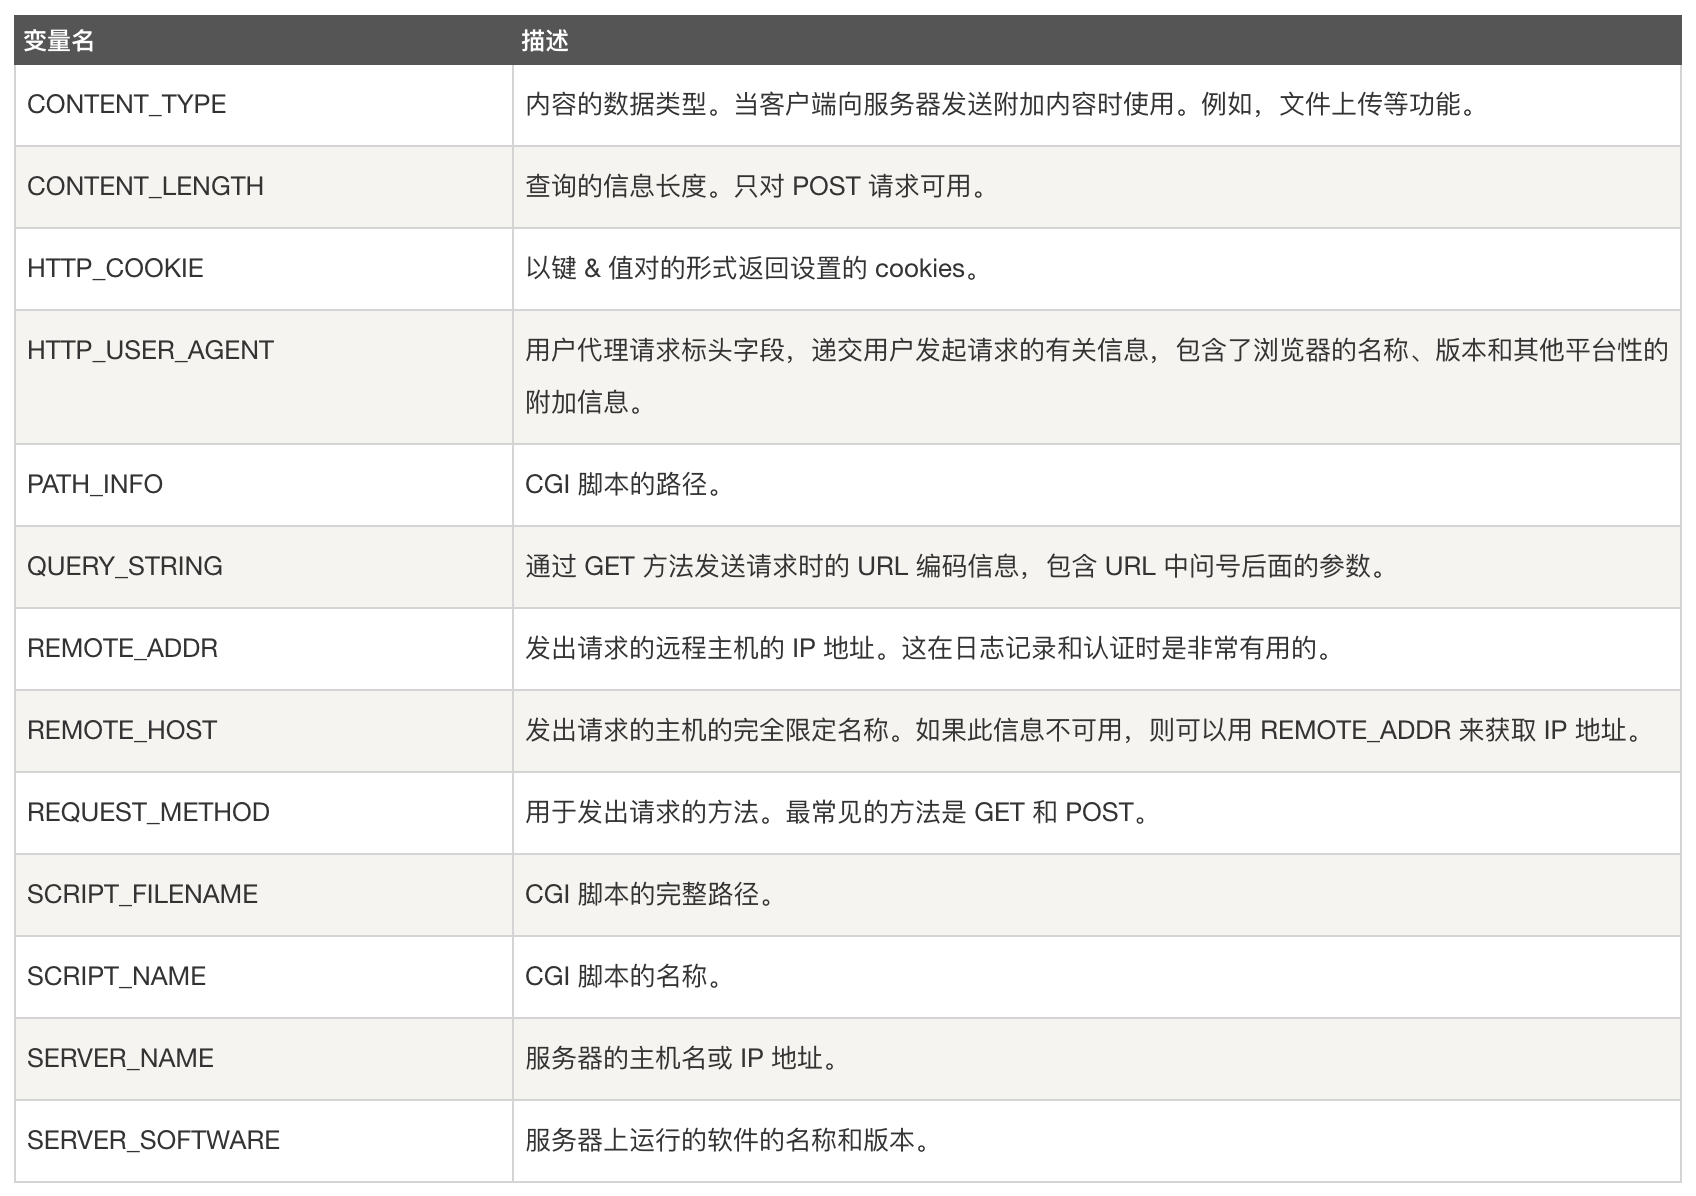 变量名 描述
CONTENT_TYPE 内容的数据类型。当客户端向服务器发送附加内容时使用。例如，文件上传等功能。
CONTENT_LENGTH 查询的信息长度。只对 POST 请求可用。
HTTP_COOKIE 以键 & 值对的形式返回设置的 cookies。
HTTP_USER_AGENT 用户代理请求标头字段，递交用户发起请求的有关信息，包含了浏览器的名称、版本和其他平台性的
附加信息。
PATH_INFO CGI 脚本的路径。
QUERY_STRING 通过 GET 方法发送请求时的 URL 编码信息，包含 URL 中问号后面的参数。
REMOTE_ADDR 发出请求的远程主机的 IP 地址。这在日志记录和认证时是非常有用的。
REMOTE_HOST 发出请求的主机的完全限定名称。如果此信息不可用，则可以用 REMOTE_ADDR 来获取 IP 地址。
REQUEST_METHOD 用于发出请求的方法。最常见的方法是 GET 和 POST。
SCRIPT_FILENAME CGI 脚本的完整路径。
SCRIPT_NAME CGI 脚本的名称。
SERVER_NAME 服务器的主机名或 IP 地址。
SERVER_SOFTWARE 服务器上运行的软件的名称和版本。